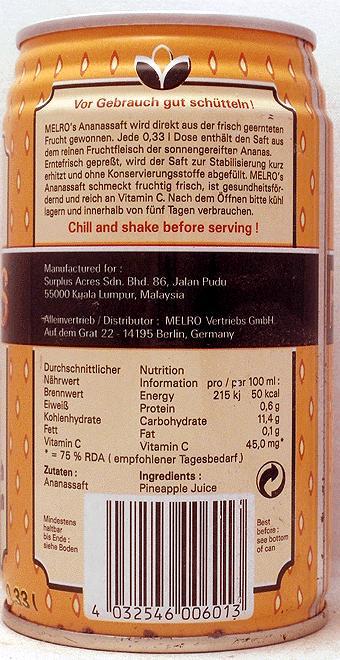 Vor Gebrauch gut schütteln!
MELRO's Ananassaft wird direkt aus der frisch geernteten
Frucht gewonnen. Jede 0,33 l Dose enthält den Saft aus
dem reinen Fruchtfleisch der sonnengereiften Ananas.
Erntefrisch gepreßt, wird der Saft zur Stabilisierung kurz
erhitzt und ohne Konservierungsstoffe abgefüllt. MELRO's
Ananassaft schmeckt fruchtig frisch, ist gesundheitsför-
dernd und reich an Vitamin C. Nach dem Öffnen bitte kühl
lagern und innerhalb von fünf Tagen verbrauchen.
Chill and shake before serving !
Manufactured for :
Surplus Acres Sdn. Bhd. 86, Jalan Pudu
55000 Kuala Lumpur, Malaysia
Alleinvertrieb / Distributor : MELRO Vertriebs GmbH
Auf dem Grat 22 - 14195 Berlin, Germany
Durchschnittlicher Nutrition
Nährwert Information pro / per 100 ml :
Brennwert Energy 215 kj 50 kcal
Eiweiß Protein 0,6 g
Kohlenhydrate Carbohydrate 11,4 g
Fett Fat 0,1 g
Vitamin C Vitamin C 45,0 mg*
* = 75 % RDA ( empfohlener Tagesbedarf )
Zutaten : Ingredients :
Ananassaft Pineapple Juice
Mindestens
haltbar
bis Ende :
siehe Boden
Best
before :
see bottom
of can
0,33 l
4 032546 006013